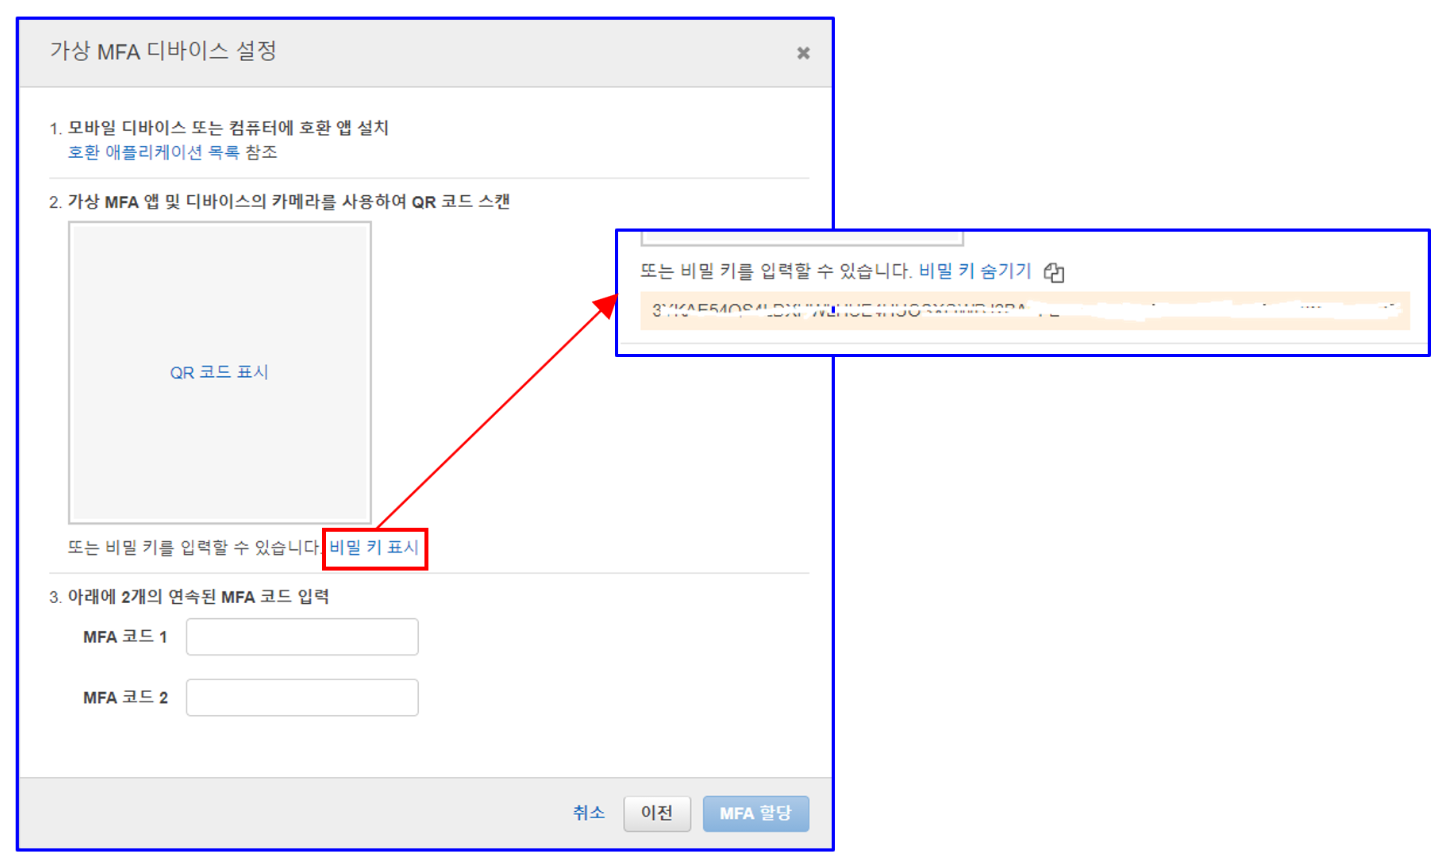 가상 MFA 디바이스 설정
1. 모바일 디바이스 또는 컴퓨터에 호환 앱 설치
호환 애플리케이션 목록 참조
2. 가상 MFA 앱 및 디바이스의 카메라를 사용하여 QR 코드 스캔
QR 코드 표시
또는 비밀 키를 입력할 수 있습니다. 비밀 키 표시
또는 비밀 키를 입력할 수 있습니다. 비밀 키 숨기기
3. 아래에 2개의 연속된 MFA 코드 입력
MFA 코드 1
MFA 코드 2
취소 이전 MFA 할당